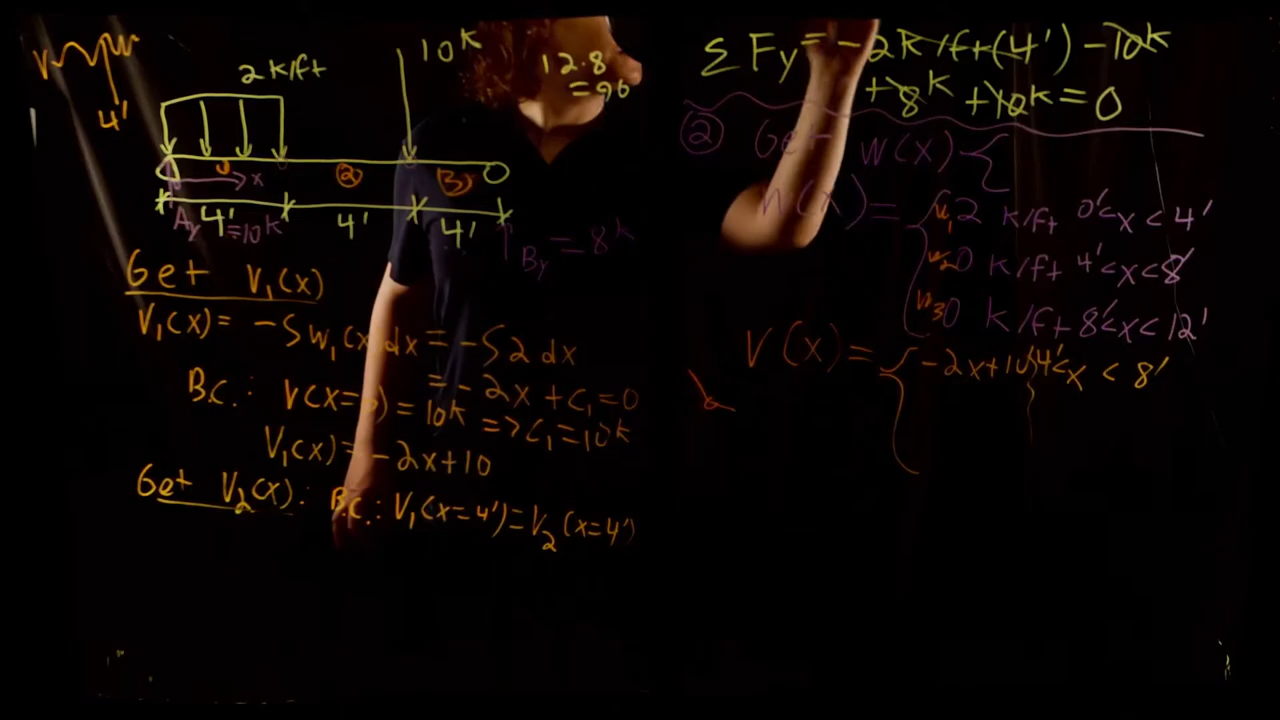 2k/ft
10k
12.8
=96
4'
① ② ③
x
Ay=10k
4' 4' 4'
By=8k
Get V₁(x)
V₁(x)= -∫w₁(x)dx = -∫2 dx
= -2x+C₁=0
B.C.: V(x=0)=10k => C₁=10k
V₁(x)=-2x+10
Get V₂(x): B.C.: V₁(x=4')=V₂(x=4')
ΣFy=-2k/ft(4')-10k
+8k +10k=0
② Get w(x){
w₁ 2 k/ft 0'<x<4'
w₂ 0 k/ft 4'<x<8'
w₃ 0 k/ft 8'<x<12'
V(x)={ -2x+10 4'<x<8'